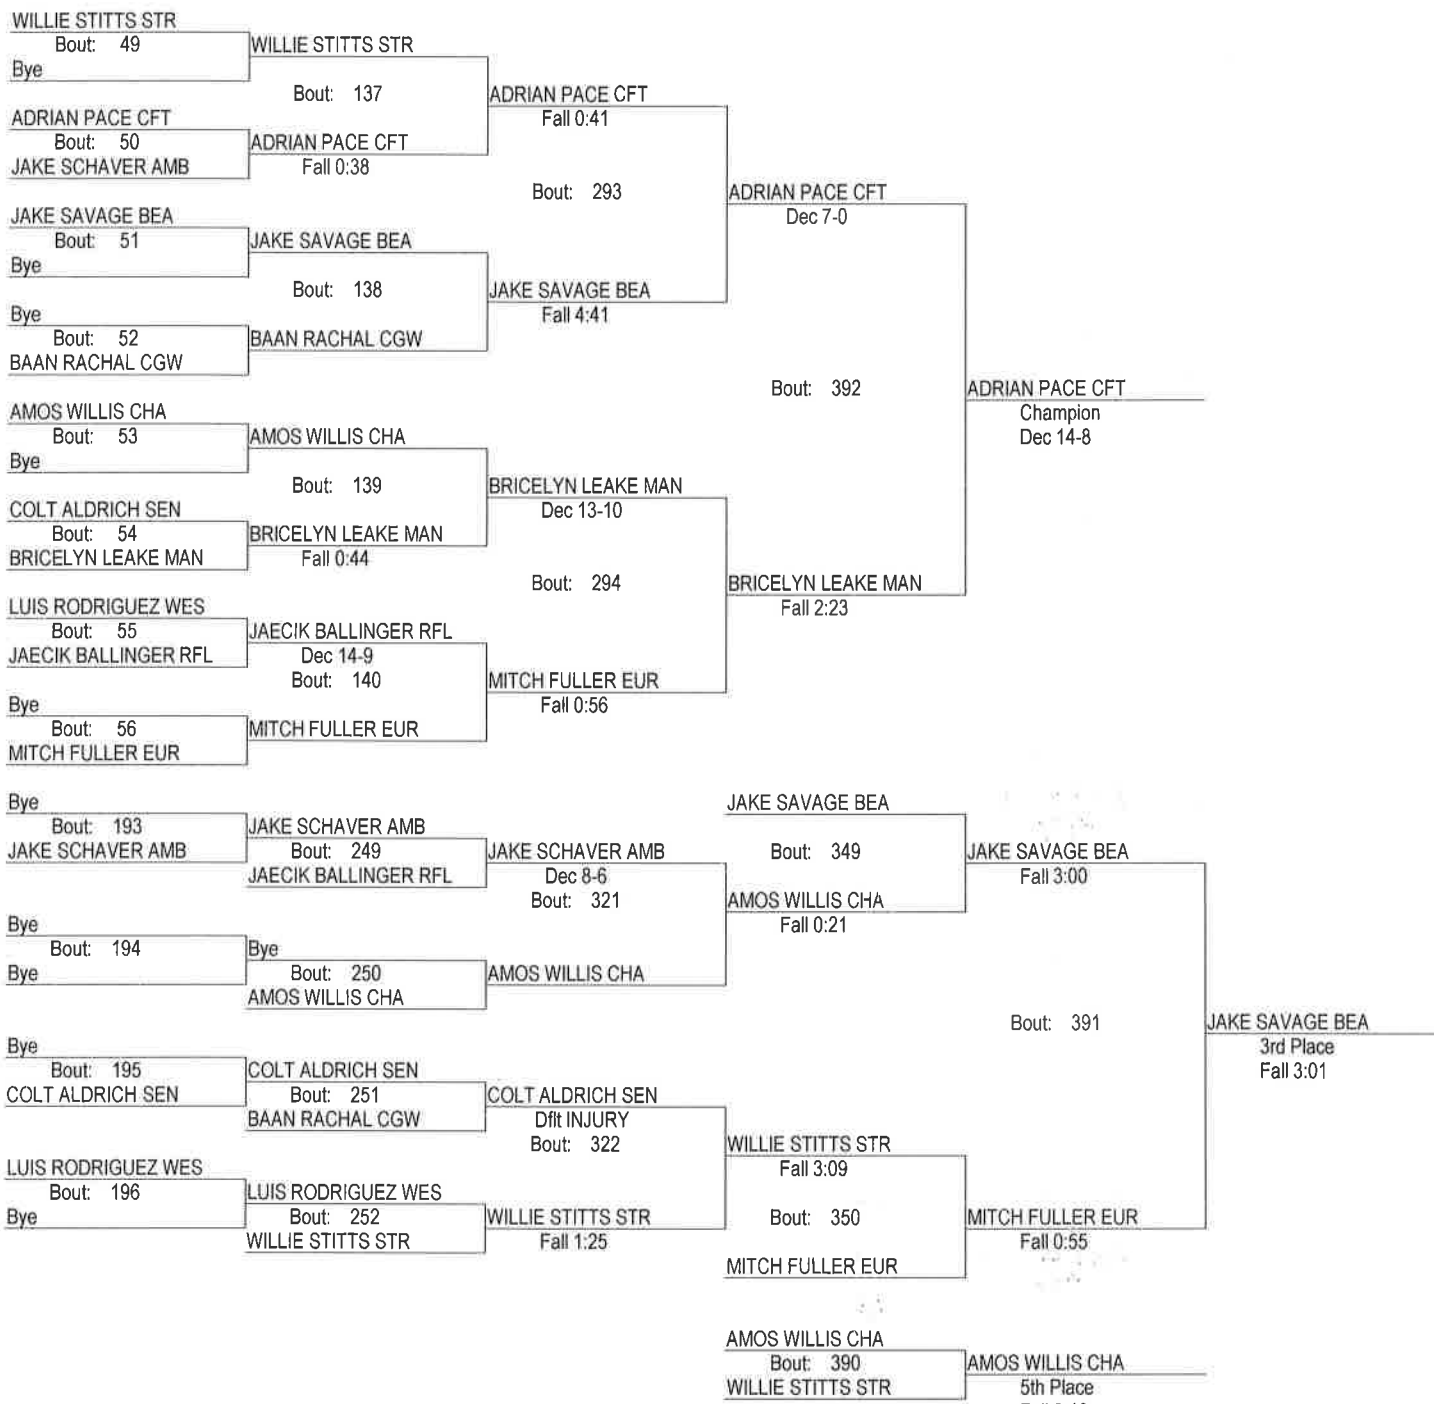 WILLIE STITTS STR
Bout: 49
Bye
WILLIE STITTS STR
Bout: 137
ADRIAN PACE CFT
Bout: 50
JAKE SCHAVER AMB
ADRIAN PACE CFT
Fall 0:38
ADRIAN PACE CFT
Fall 0:41
Bout: 293
JAKE SAVAGE BEA
Bout: 51
Bye
JAKE SAVAGE BEA
Bout: 138
Bye
Bout: 52
BAAN RACHAL CGW
BAAN RACHAL CGW
JAKE SAVAGE BEA
Fall 4:41
ADRIAN PACE CFT
Dec 7-0
Bout: 392
AMOS WILLIS CHA
Bout: 53
Bye
AMOS WILLIS CHA
Bout: 139
COLT ALDRICH SEN
Bout: 54
BRICELYN LEAKE MAN
BRICELYN LEAKE MAN
Fall 0:44
BRICELYN LEAKE MAN
Dec 13-10
Bout: 294
LUIS RODRIGUEZ WES
Bout: 55
JAECIK BALLINGER RFL
JAECIK BALLINGER RFL
Dec 14-9
Bout: 140
Bye
Bout: 56
MITCH FULLER EUR
MITCH FULLER EUR
MITCH FULLER EUR
Fall 0:56
BRICELYN LEAKE MAN
Fall 2:23
ADRIAN PACE CFT
Champion
Dec 14-8
Bye
Bout: 193
JAKE SCHAVER AMB
JAKE SCHAVER AMB
Bout: 249
JAECIK BALLINGER RFL
JAKE SCHAVER AMB
Dec 8-6
Bout: 321
Bye
Bout: 194
Bye
Bye
Bout: 250
AMOS WILLIS CHA
AMOS WILLIS CHA
JAKE SAVAGE BEA
Bout: 349
AMOS WILLIS CHA
Fall 0:21
JAKE SAVAGE BEA
Fall 3:00
Bout: 391
Bye
Bout: 195
COLT ALDRICH SEN
COLT ALDRICH SEN
Bout: 251
BAAN RACHAL CGW
COLT ALDRICH SEN
Dflt INJURY
Bout: 322
LUIS RODRIGUEZ WES
Bout: 196
Bye
LUIS RODRIGUEZ WES
Bout: 252
WILLIE STITTS STR
WILLIE STITTS STR
Fall 1:25
WILLIE STITTS STR
Fall 3:09
Bout: 350
MITCH FULLER EUR
MITCH FULLER EUR
Fall 0:55
JAKE SAVAGE BEA
3rd Place
Fall 3:01
AMOS WILLIS CHA
Bout: 390
WILLIE STITTS STR
AMOS WILLIS CHA
5th Place